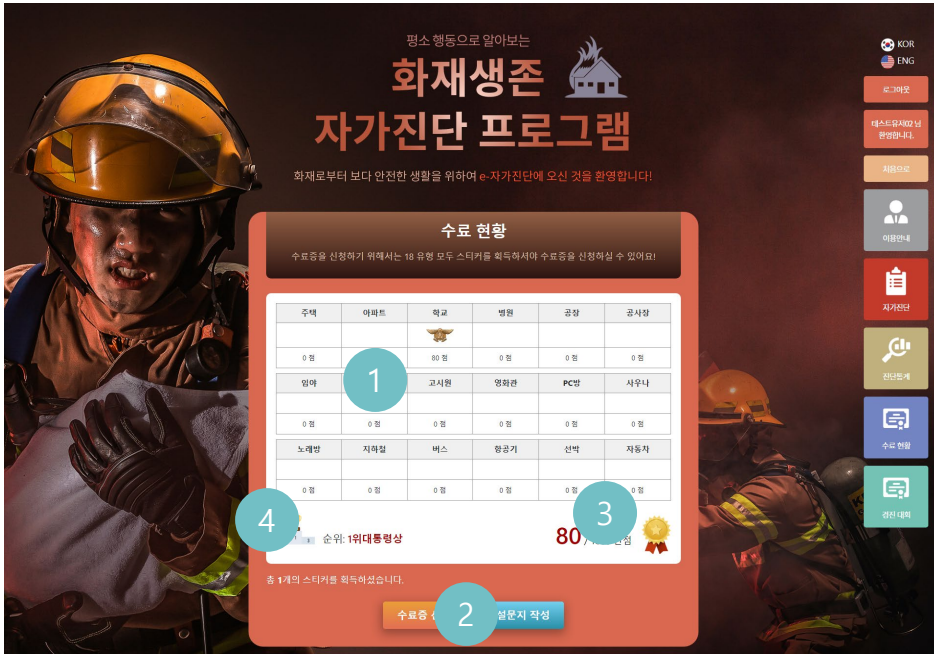 평소 행동으로 알아보는
화재생존
자가진단 프로그램
화재로부터 보다 안전한 생활을 위하여 e-자가진단에 오신 것을 환영합니다!
KOR
ENG
로그아웃
테스트유저02 님
환영합니다.
처음으로
이용안내
자가진단
진단통계
수료 현황
경진 대회
수료 현황
수료증을 신청하기 위해서는 18 유형 모두 스티커를 획득하셔야 수료증을 신청하실 수 있어요!
주택 아파트 학교 병원 공장 공사장
0 점 80 점 0 점 0 점 0 점
1
임야 고시원 영화관 PC방 사우나
0 점 0 점 0 점 0 점 0 점 0 점
노래방 지하철 버스 항공기 선박 자동차
0 점 0 점 0 점 0 점 0 점 0 점
4
순위: 1위대통령상
80 /
3
총 1개의 스티커를 획득하셨습니다.
수료증
2
설문지 작성